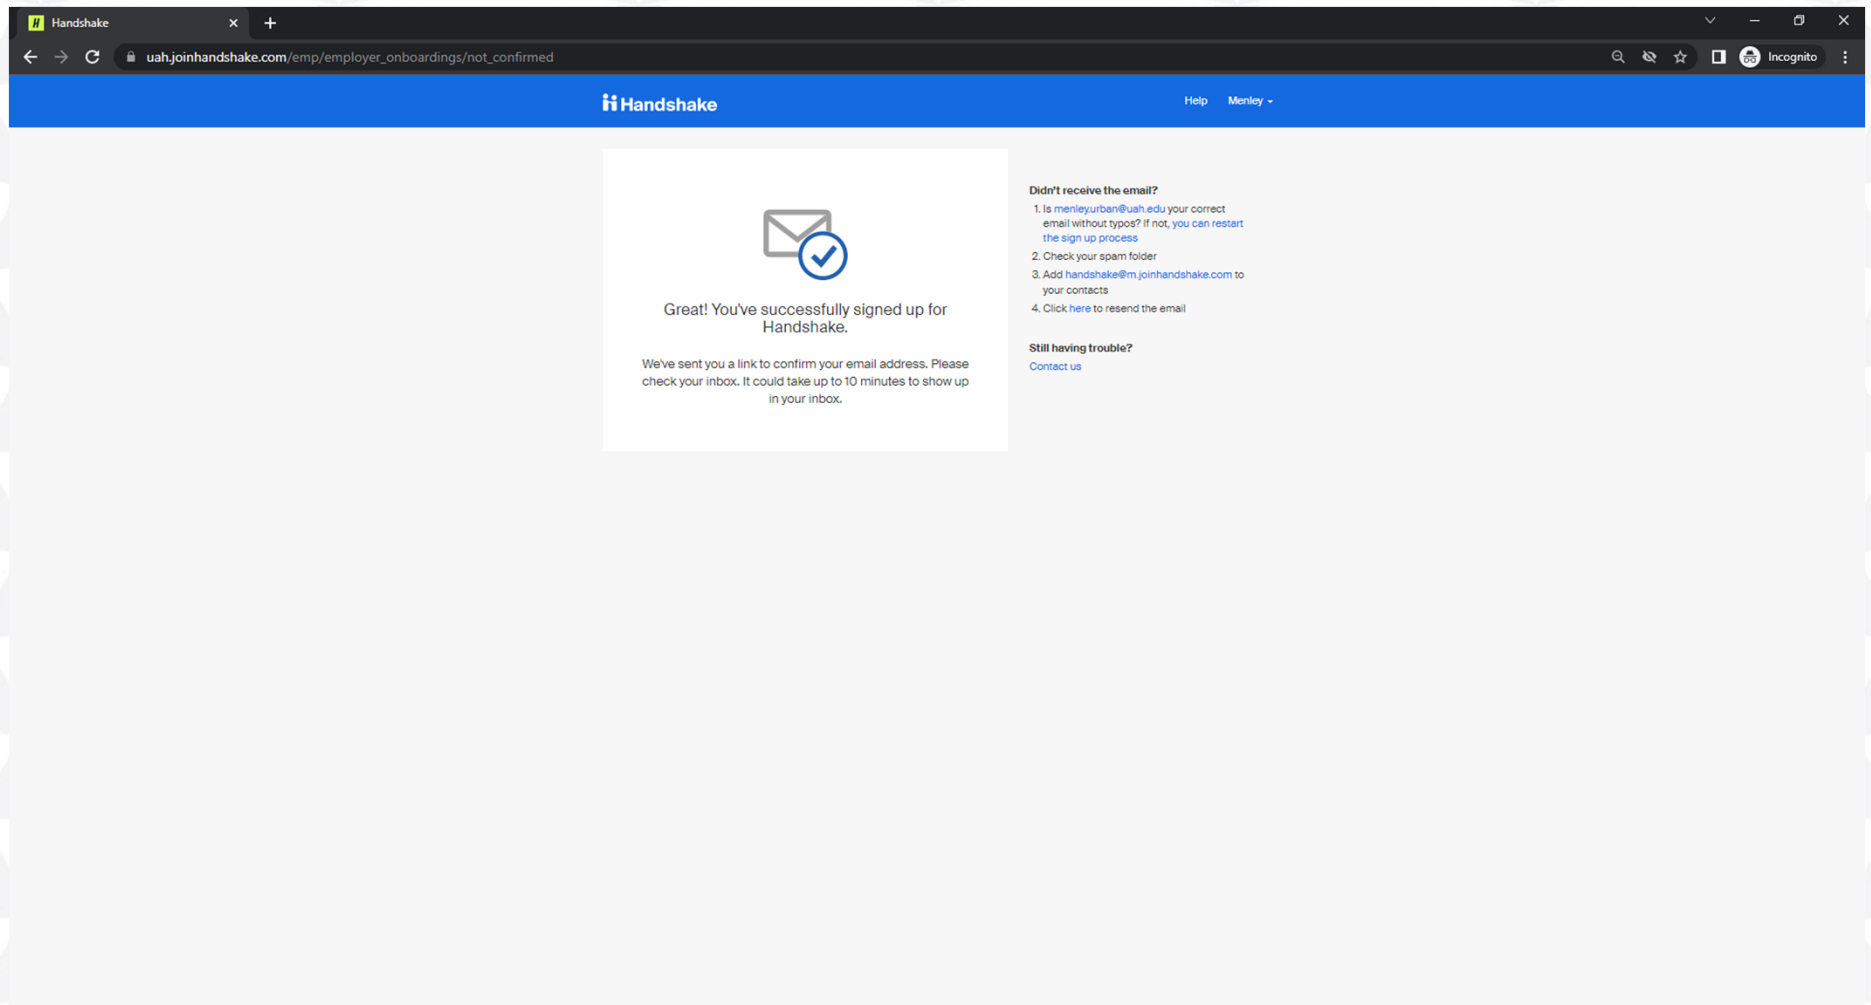 Handshake
uah.joinhandshake.com/emp/employer_onboardings/not_confirmed
Incognito
Handshake
Help
Menley
Great! You've successfully signed up for
Handshake.
We've sent you a link to confirm your email address. Please
check your inbox. It could take up to 10 minutes to show up
in your inbox.
Didn't receive the email?
1. Is menley.urban@uah.edu your correct
email without typos? If not, you can restart
the sign up process
2. Check your spam folder
3. Add handshake@m.joinhandshake.com to
your contacts
4. Click here to resend the email
Still having trouble?
Contact us